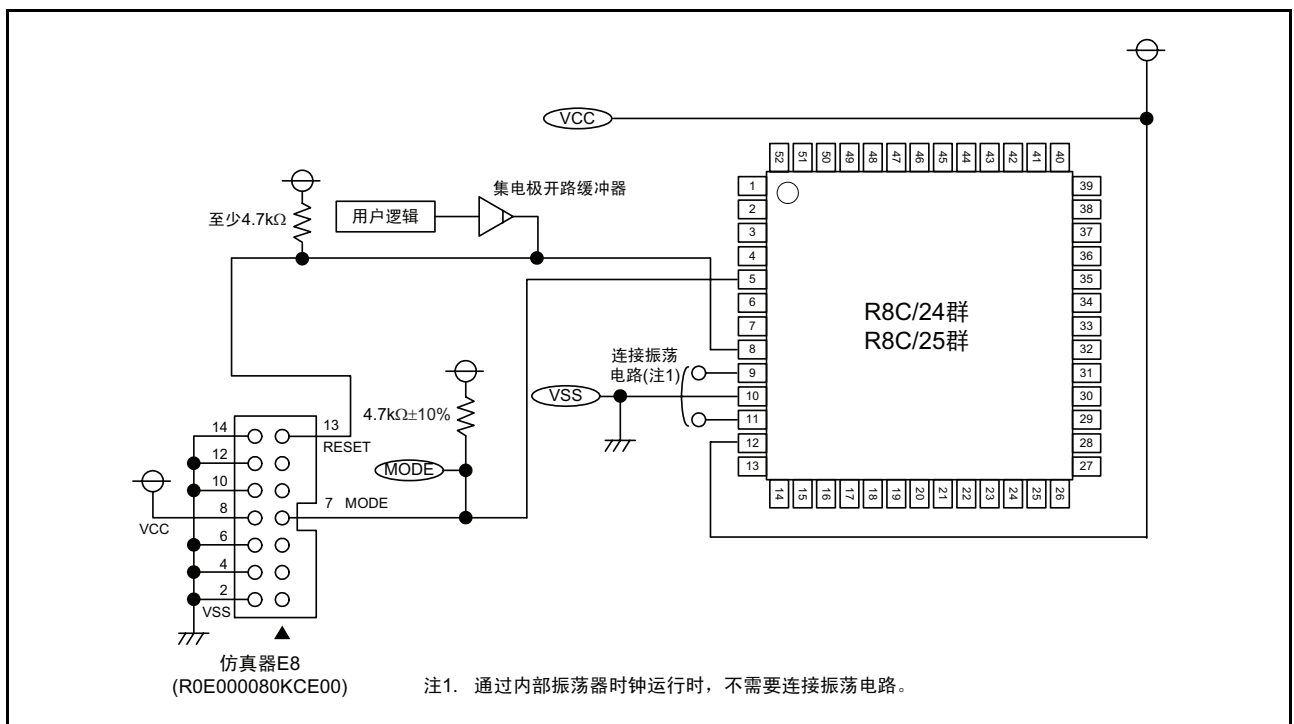 VCC
集电极开路缓冲器
至少4.7kΩ
用户逻辑
52 51 50 49 48 47 46 45 44 43 42 41 40
1
2
3
4
5
6
7
8
9
10
11
12
13
39
38
37
36
35
34
33
32
31
30
29
28
27
14 15 16 17 18 19 20 21 22 23 24 25 26
R8C/24群
R8C/25群
连接振荡
电路(注1)
VSS
4.7kΩ±10%
MODE
14
13
RESET
12
10
8
7 MODE
VCC
6
4
2
VSS
仿真器E8
(R0E000080KCE00)
注1. 通过内部振荡器时钟运行时，不需要连接振荡电路。